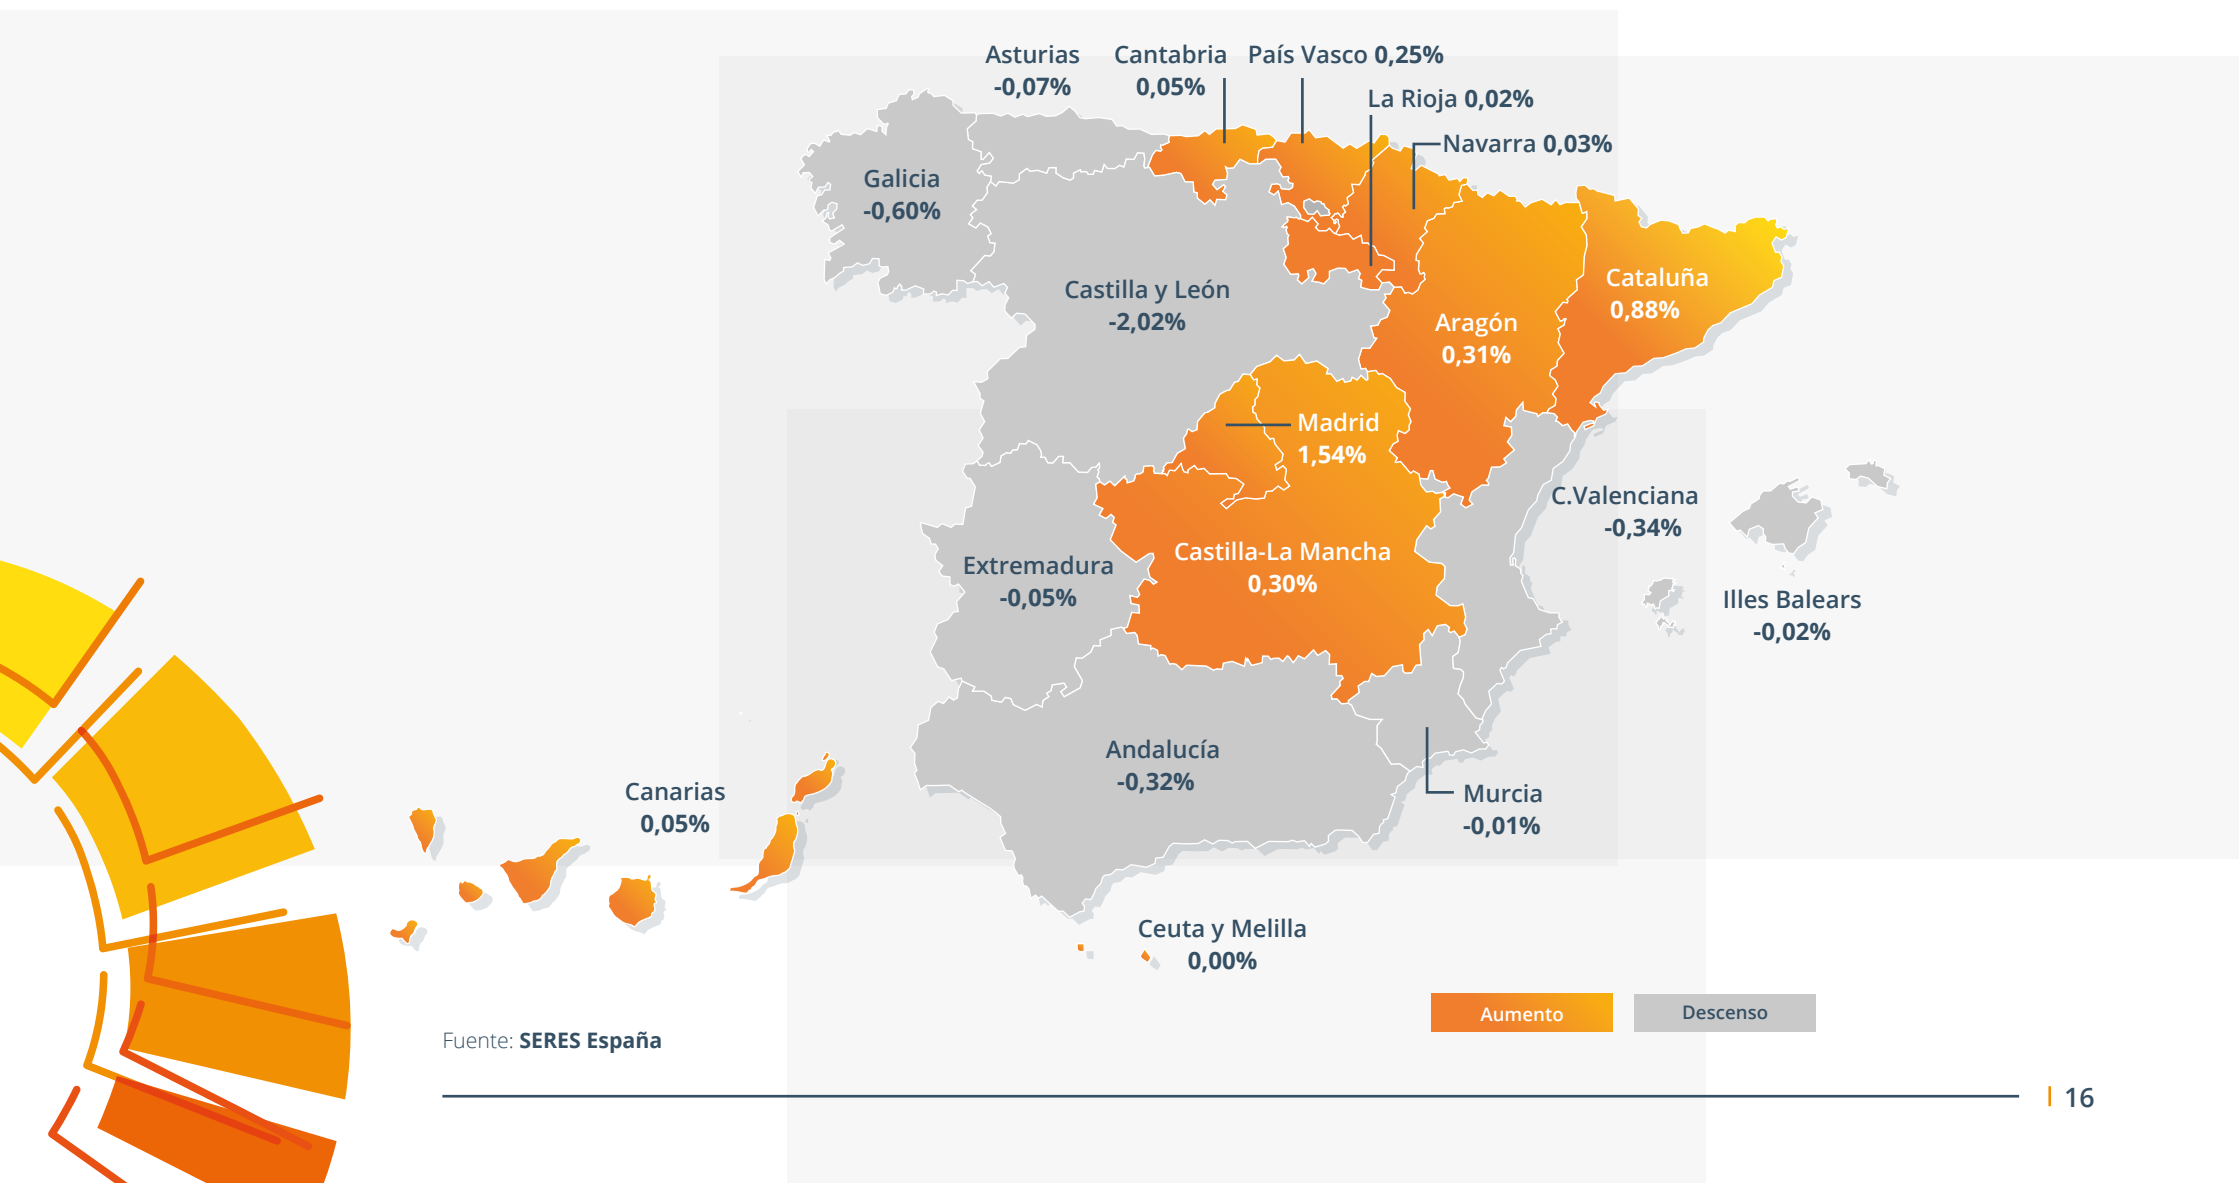 Asturias
-0,07%
Cantabria
0,05%
País Vasco 0,25%
La Rioja 0,02%
Navarra 0,03%
Galicia
-0,60%
Castilla y León
-2,02%
Aragón
0,31%
Cataluña
0,88%
Madrid
1,54%
C.Valenciana
-0,34%
Extremadura
-0,05%
Castilla-La Mancha
0,30%
Illes Balears
-0,02%
Andalucía
-0,32%
Canarias
0,05%
Murcia
-0,01%
Ceuta y Melilla
0,00%
Aumento
Descenso
Fuente: SERES España
16